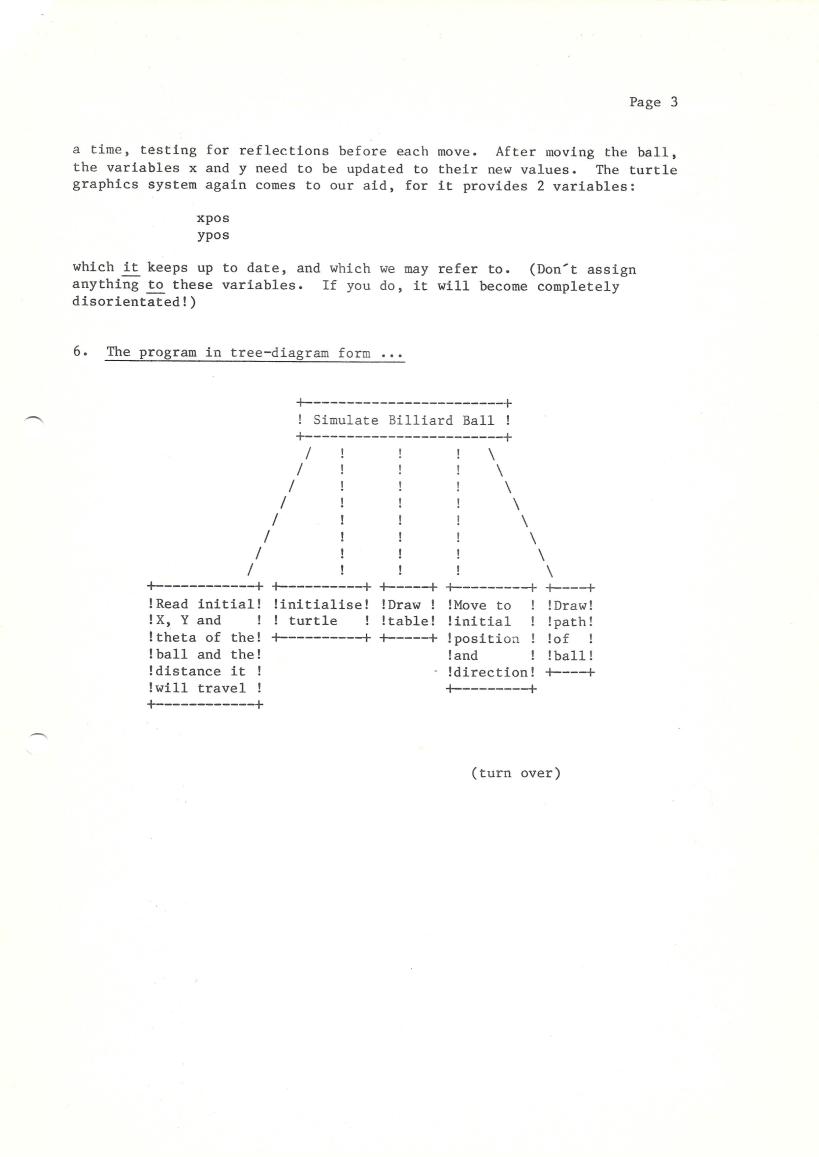 Page 3
a time, testing for reflections before each move. After moving the ball,
the variables x and y need to be updated to their new values. The turtle
graphics system again comes to our aid, for it provides 2 variables:
xpos
ypos
which it keeps up to date, and which we may refer to. (Don´t assign
anything to these variables. If you do, it will become completely
disorientated!)
6. The program in tree-diagram form ...
+------------------------+
! Simulate Billiard Ball !
+------------------------+
/ ! ! ! \
/ ! ! ! \
/ ! ! ! \
/ ! ! ! \
/ ! ! ! \
/ ! ! ! \
/ ! ! ! \
/ ! ! ! \
+------------+ +----------+ +-----+ +---------+ +----+
!Read initial! !initialise! !Draw ! !Move to  ! !Draw!
!X, Y and    ! ! turtle   ! !table! !initial  ! !path!
!theta of the! +----------+ +-----+ !position ! !of  !
!ball and the!                      !and      ! !ball!
!distance it !                      !direction! +----+
!will travel !                      +---------+
+------------+
(turn over)